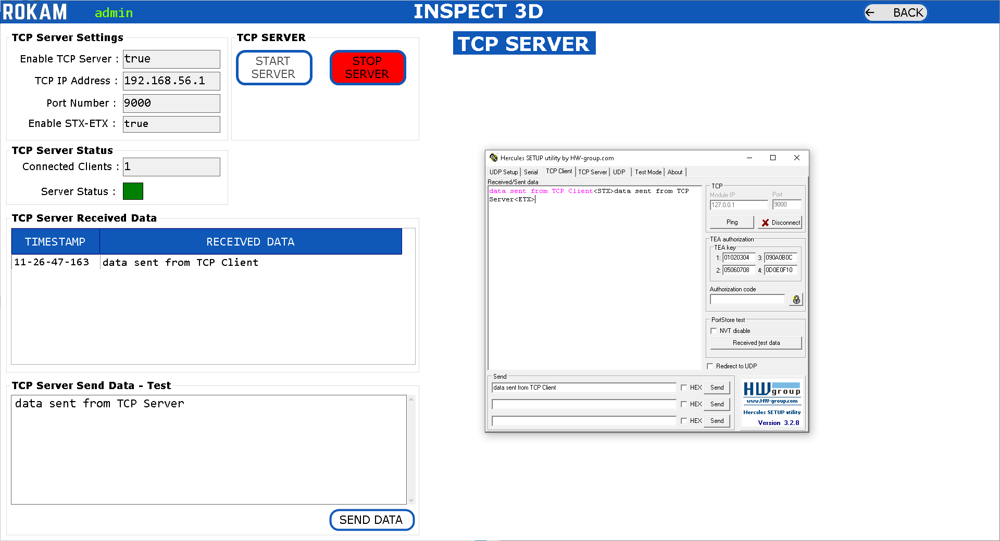 ROKAM
admin
INSPECT 3D
← BACK
TCP Server Settings
Enable TCP Server : true
TCP IP Address : 192.168.56.1
Port Number : 9000
Enable STX-ETX : true
TCP SERVER
START
SERVER
STOP
SERVER
TCP SERVER
TCP Server Status
Connected Clients : 1
Server Status :
TCP Server Received Data
TIMESTAMP RECEIVED DATA
11-26-47-163 data sent from TCP Client
TCP Server Send Data - Test
data sent from TCP Server
SEND DATA
Hercules SETUP utility by HW-group.com
UDP Setup Serial TCP Client TCP Server UDP Test Mode About
Received/Sent data
data sent from TCP Client<STX>data sent from TCP
Server<ETX>
TCP
Module IP Port
127.0.0.1 9000
Ping Disconnect
TEA authorization
TEA key
1: 01020304 3: 090A0B0C
2: 05060708 4: 0D0E0F10
Authorization code
PortStore test
NVT disable
Received test data
Redirect to UDP
Send
data sent from TCP Client HEX Send
HEX Send
HEX Send
HWgroup
www.HW-group.com
Hercules SETUP utility
Version 3.2.8